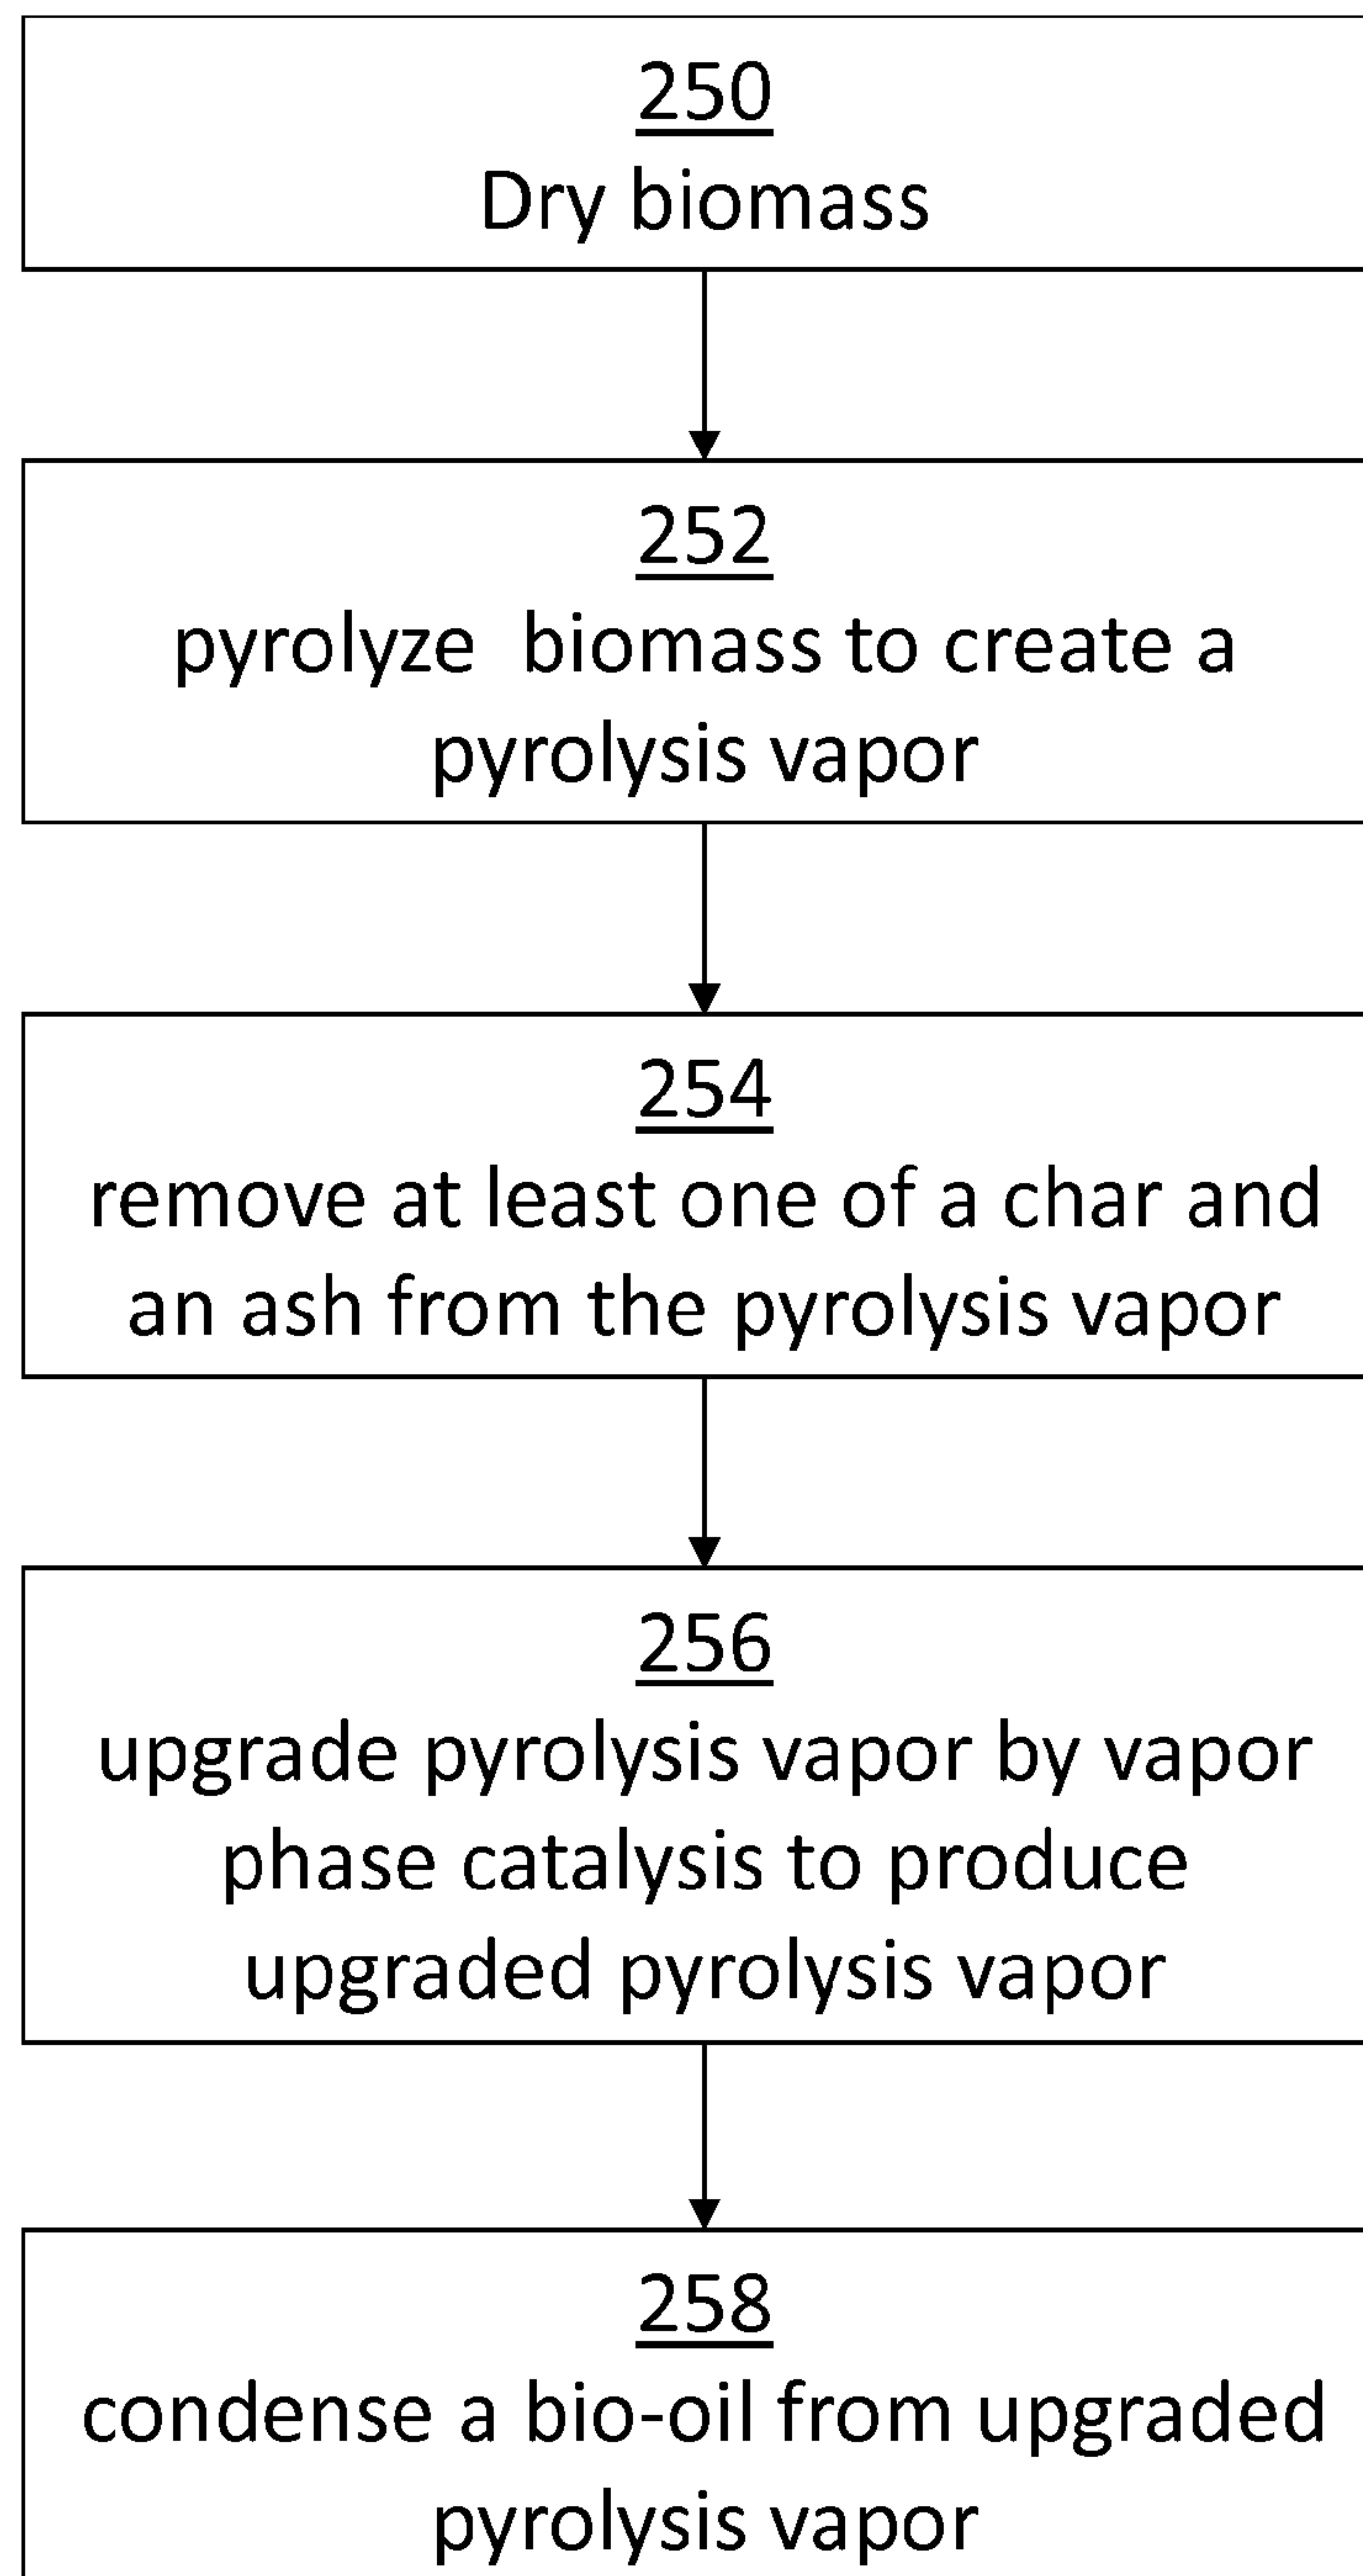 250
Dry biomass
252
pyrolyze  biomass to create a
pyrolysis vapor
254
remove at least one of a char and
an ash from the pyrolysis vapor
256
upgrade pyrolysis vapor by vapor
phase catalysis to produce
upgraded pyrolysis vapor
258
condense a bio-oil from upgraded
pyrolysis vapor